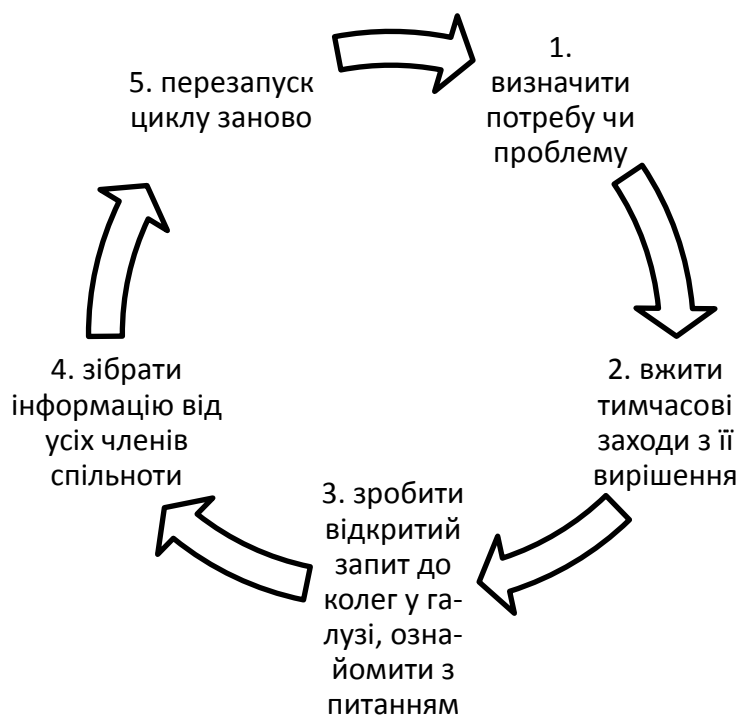 1.
визначити
потребу чи
проблему
2. вжити
тимчасові
заходи з її
вирішення
3. зробити
відкритий
запит до
колег у га-
лузі, озна-
йомити з
питанням
4. зібрати
інформацію від
усіх членів
спільноти
5. перезапуск
циклу заново